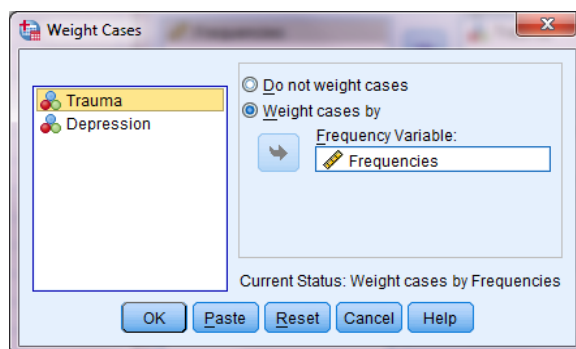 Weight Cases
Trauma
Depression
Do not weight cases
Weight cases by
Frequency Variable:
Frequencies
Current Status: Weight cases by Frequencies
OK Paste Reset Cancel Help